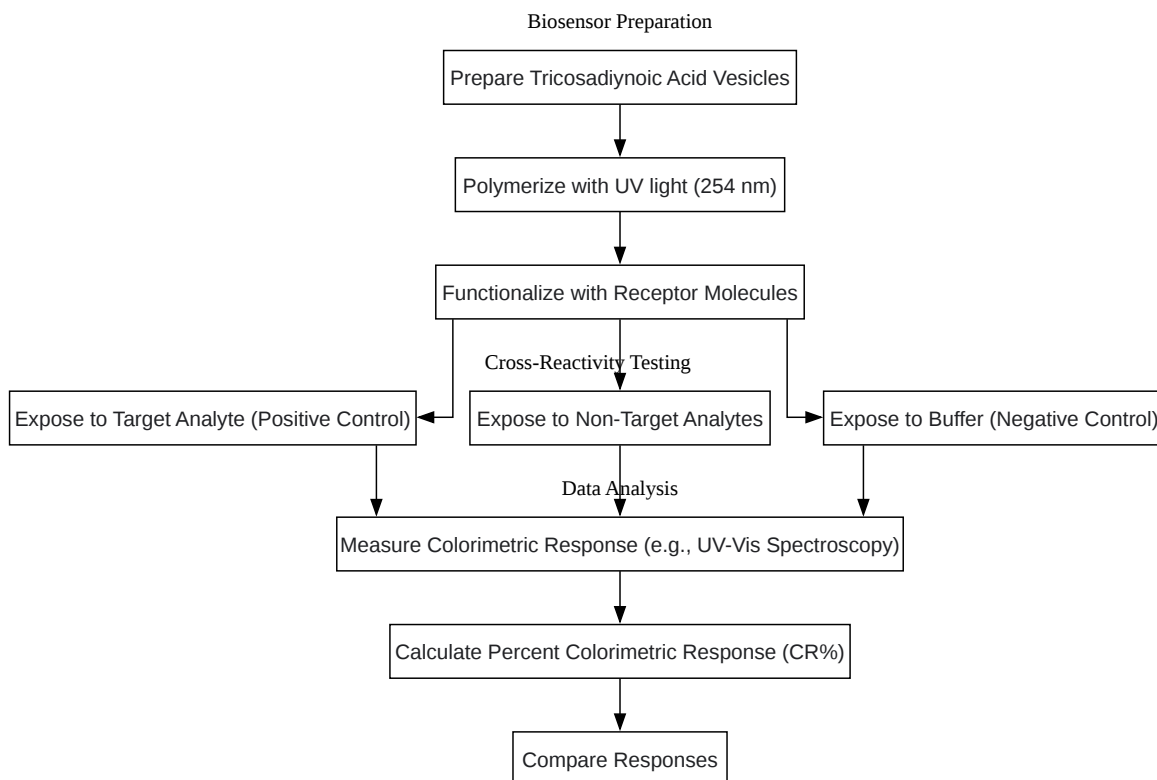 Biosensor Preparation
Prepare Tricosadiynoic Acid Vesicles
Polymerize with UV light (254 nm)
Functionalize with Receptor Molecules
Cross-Reactivity Testing
Expose to Target Analyte (Positive Control)
Expose to Non-Target Analytes
Expose to Buffer (Negative Control)
Data Analysis
Measure Colorimetric Response (e.g., UV-Vis Spectroscopy)
Calculate Percent Colorimetric Response (CR%)
Compare Responses